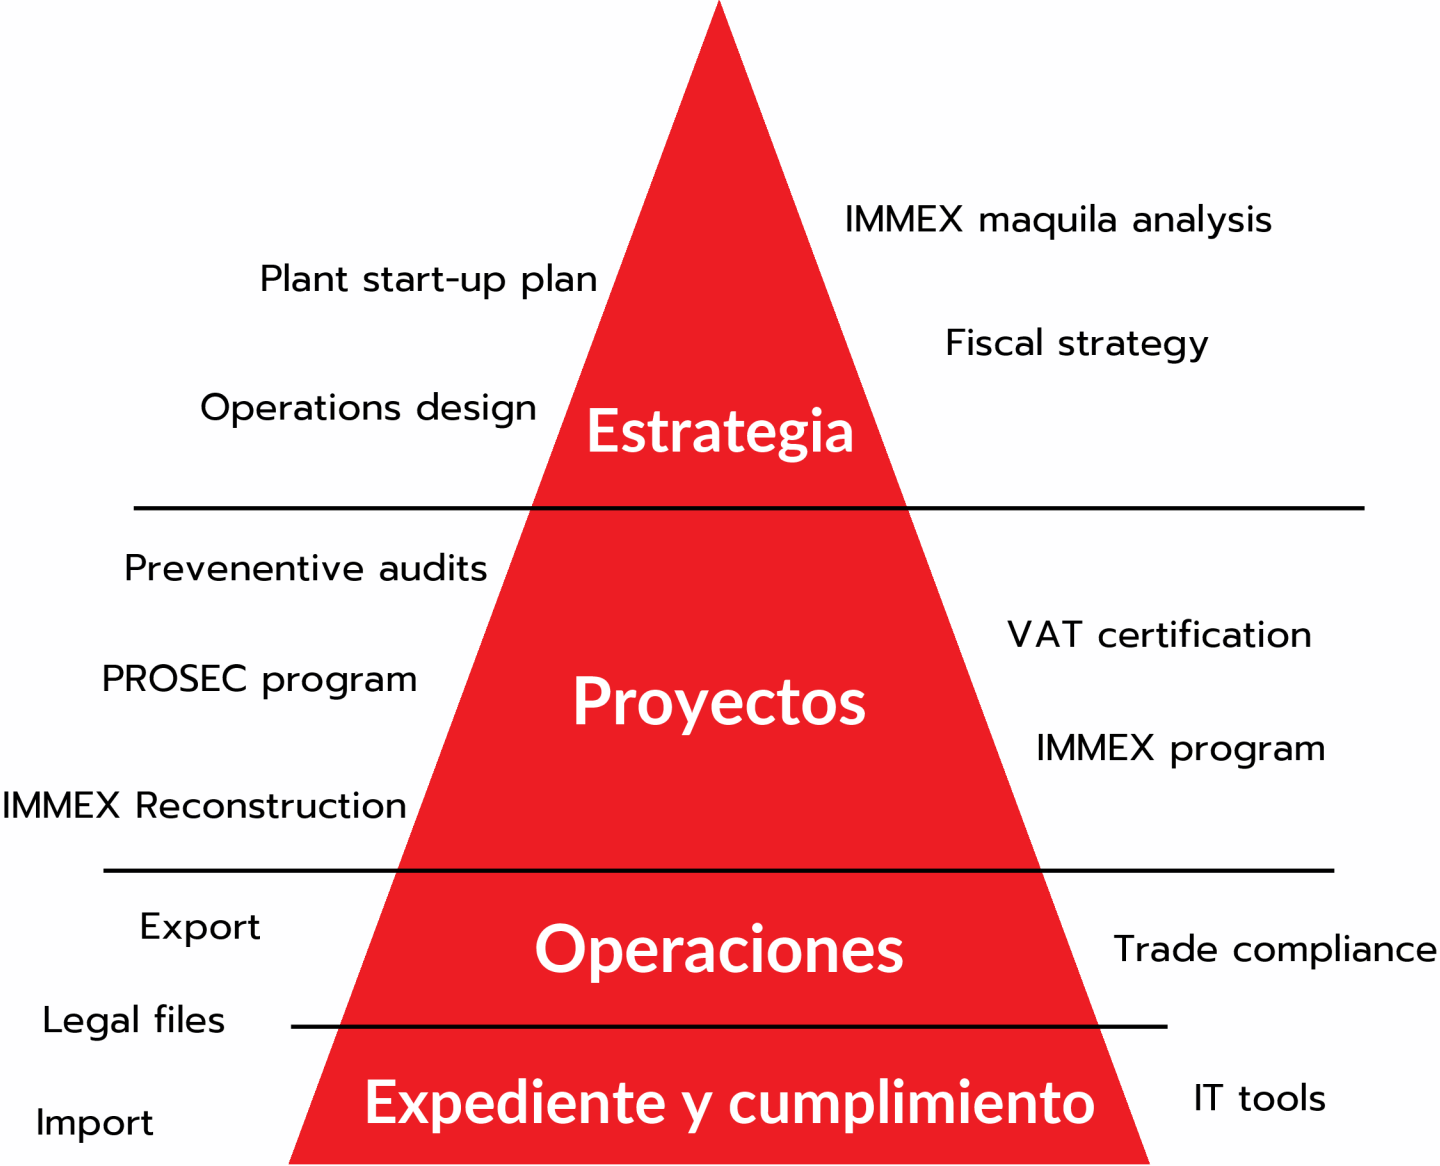 IMMEX maquila analysis
Plant start-up plan
Fiscal strategy
Operations design
Estrategia
Prevenentive audits
VAT certification
PROSEC program
Proyectos
IMMEX program
IMMEX Reconstruction
Export
Operaciones
Trade compliance
Legal files
Expediente y cumplimiento
IT tools
Import